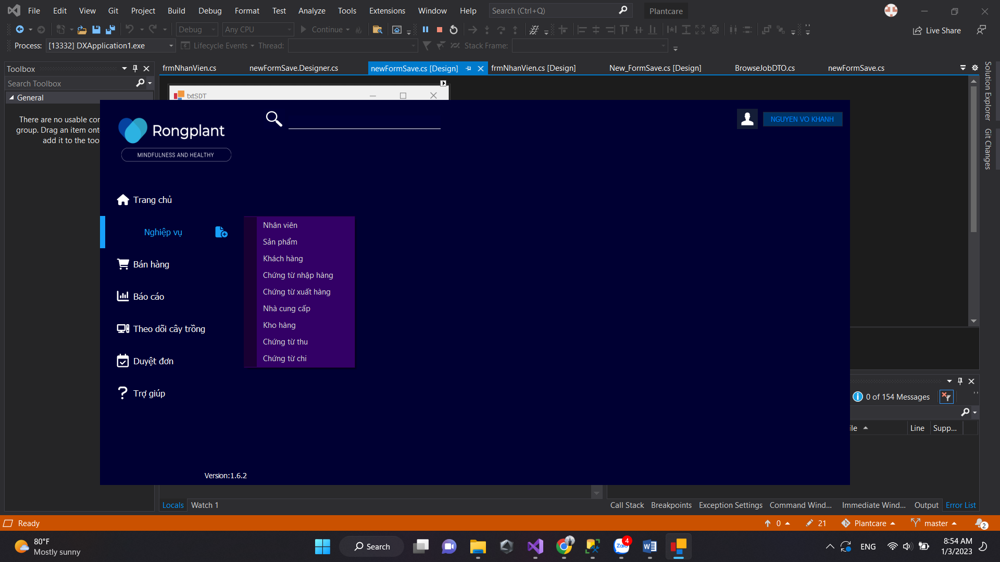 File Edit View Git Project Build Debug Format Test Analyze Tools Extensions Window Help Search (Ctrl+Q) Plantcare
Debug Any CPU Continue Live Share
Process: [13332] DXApplication1.exe Lifecycle Events Thread: Stack Frame:
Toolbox
frmNhanVien.cs newFormSave.Designer.cs newFormSave.cs [Design] frmNhanVien.cs [Design] New_FormSave.cs [Design] BrowseJobDTO.cs newFormSave.cs
Search Toolbox
General
There are no usable con
group. Drag an item ont
add it to the too
txtSDT
Solution Explorer
Git Changes
Rongplant
MINDFULNESS AND HEALTHY
NGUYEN VO KHANH
Trang chủ
Nghiệp vụ
Bán hàng
Báo cáo
Theo dõi cây trồng
Duyệt đơn
Trợ giúp
Nhân viên
Sản phẩm
Khách hàng
Chứng từ nhập hàng
Chứng từ xuất hàng
Nhà cung cấp
Kho hàng
Chứng từ thu
Chứng từ chi
Version:1.6.2
0 of 154 Messages
ile Line Supp...
Locals Watch 1
Call Stack Breakpoints Exception Settings Command Wind... Immediate Wind... Output Error List
Ready 0 21 Plantcare master 2
80°F
Mostly sunny
Search
Zalo 4
ENG
8:54 AM
1/3/2023